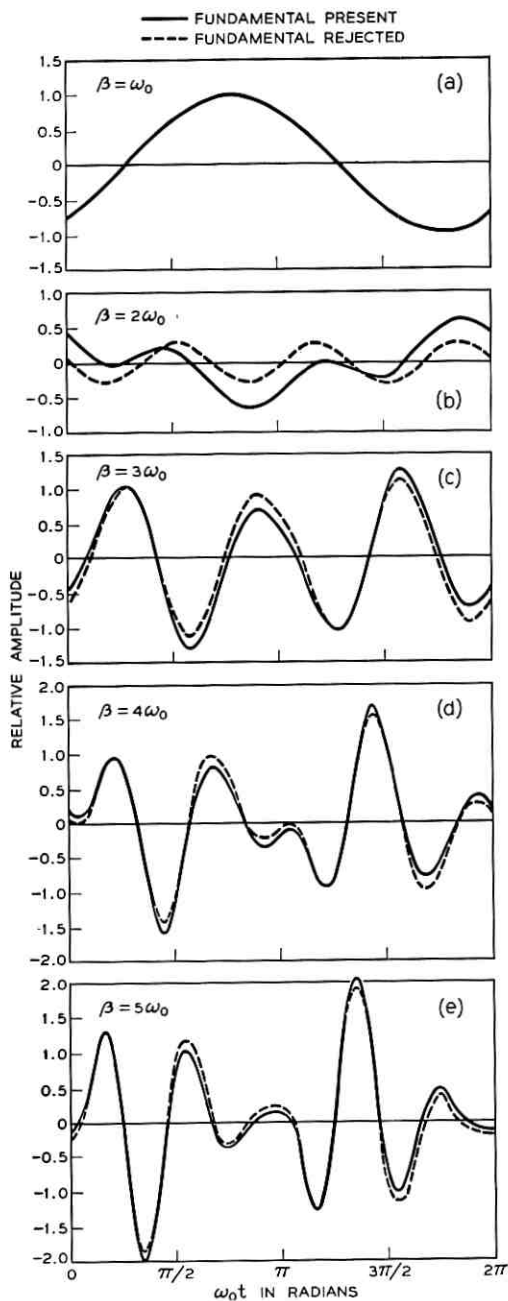 FUNDAMENTAL PRESENT
FUNDAMENTAL REJECTED
β = ω₀
(a)
1.0
0.5
0
-0.5
-1.0
-1.5
β = 2ω₀
1.0
0.5
0
-0.5
-1.0
(b)
β = 3ω₀
(c)
1.5
1.0
0.5
0
-0.5
-1.0
-1.5
RELATIVE AMPLITUDE
β = 4ω₀
(d)
2.0
1.5
1.0
0.5
0
-0.5
-1.0
-1.5
-2.0
β = 5ω₀
(e)
2.0
1.5
1.0
0.5
0
-0.5
-1.0
-1.5
-2.0
0 π/2 π 3π/2 2π
ω₀t IN RADIANS